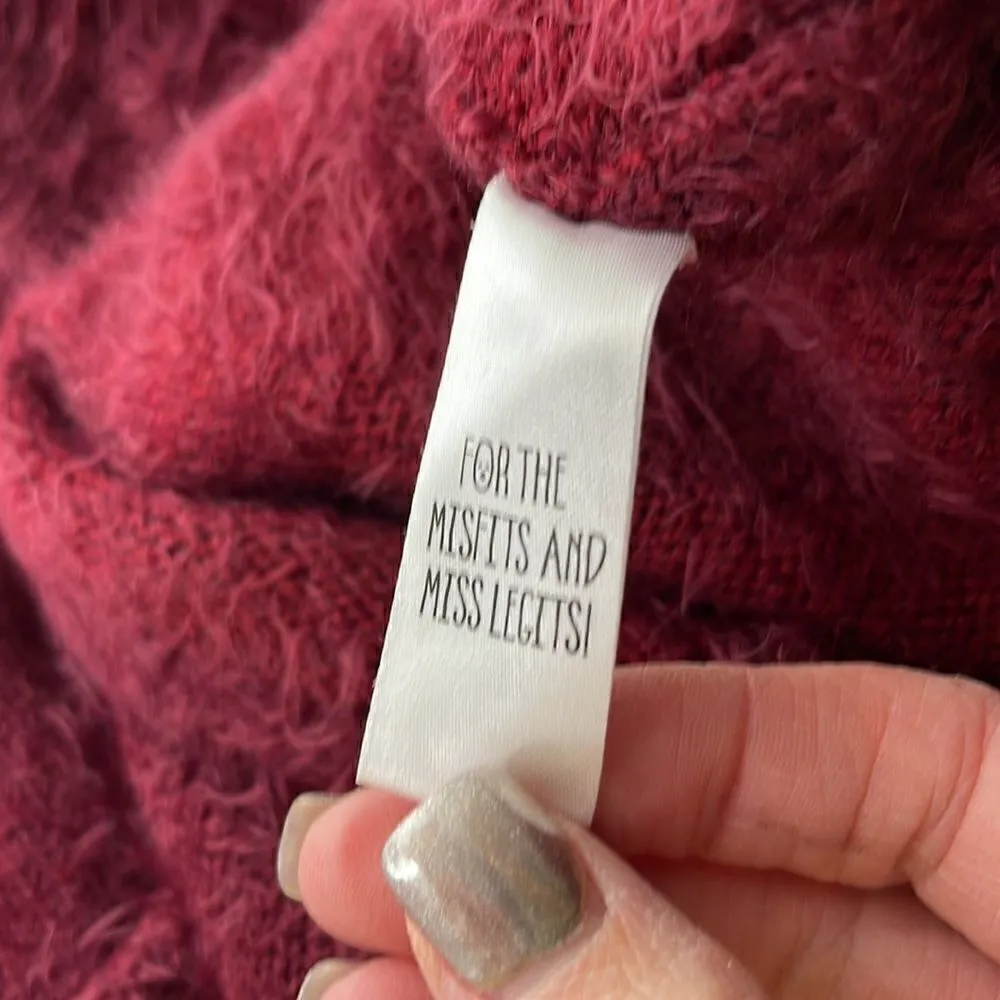 FOR THE
MISFITS AND
MISS LEGITS!